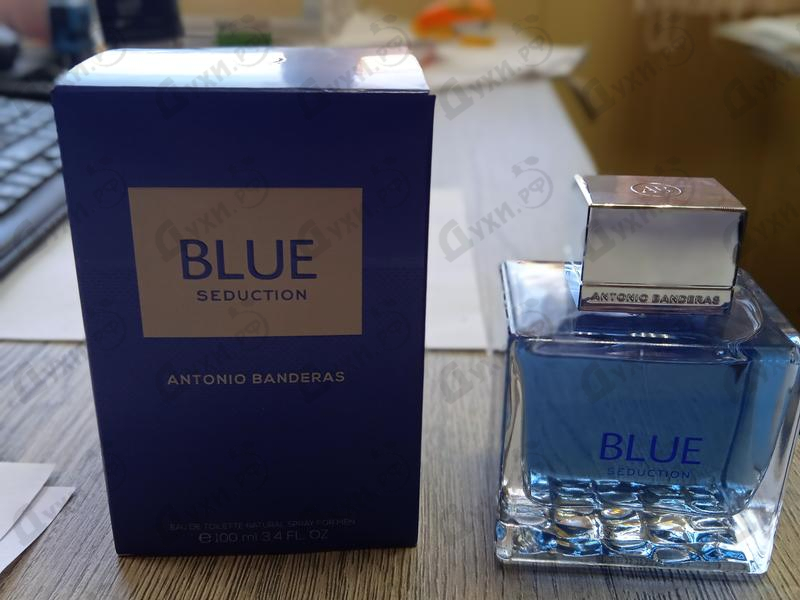 BLUE
SEDUCTION
ANTONIO BANDERAS
EAU DE TOILETTE NATURAL SPRAY FOR MEN
℮ 100 ml 3.4 FL. OZ
AB
ANTONIO BANDERAS
BLUE
SEDUCTION
Духи.РФ